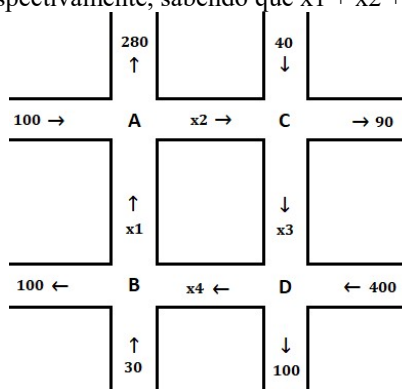 spectivamente, sabendo que x1 + x2 +
280 40
↑ ↓
100 → A x2 → C → 90
↑ ↓
x1 x3
100 ← B x4 ← D ← 400
↑ ↓
30 100